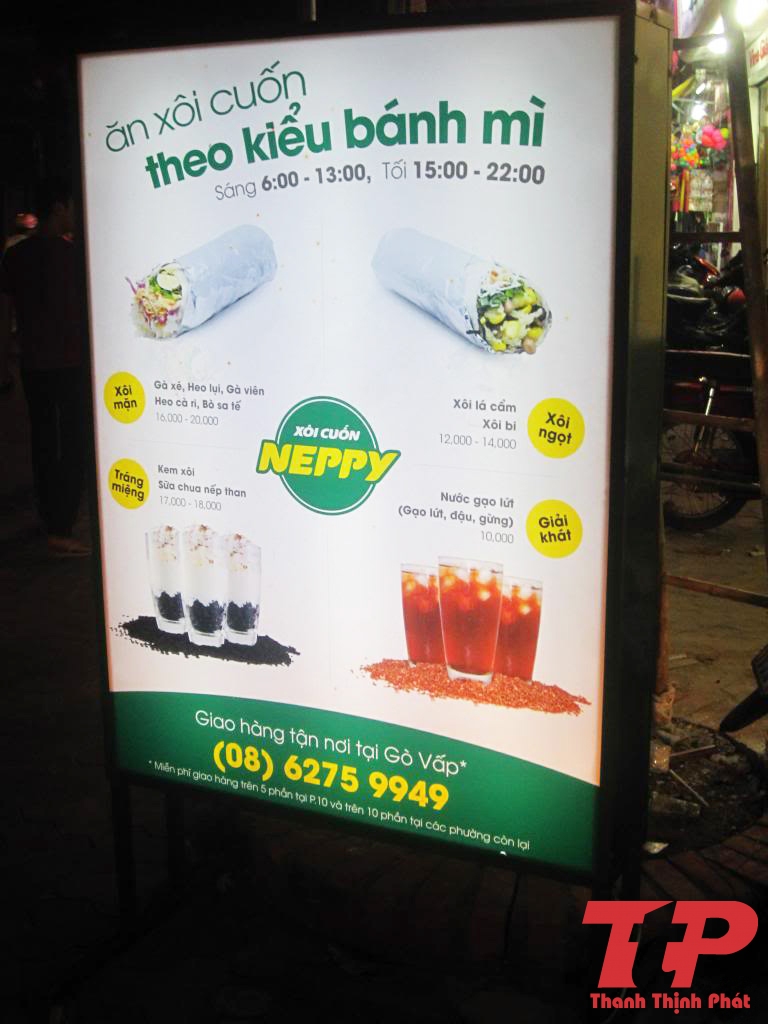 ăn xôi cuốn
theo kiểu bánh mì
Sáng 6:00 - 13:00, Tối 15:00 - 22:00
Xôi mặn
Gà xé, Heo lụi, Gà viên
Heo cà ri, Bò sa tế
16,000 - 20,000
Xôi lá cẩm
Xôi bi
12,000 - 14,000
Xôi ngọt
XÔI CUỐN
NEPPY
Tráng miệng
Kem xôi
Sữa chua nếp than
17,000 - 18,000
Nước gạo lứt
(Gạo lứt, đậu, gừng)
10,000
Giải khát
Giao hàng tận nơi tại Gò Vấp*
(08) 6275 9949
* Miễn phí giao hàng trên 5 phần tại P.10 và trên 10 phần tại các phường còn lại
TP
Thanh Thịnh Phát